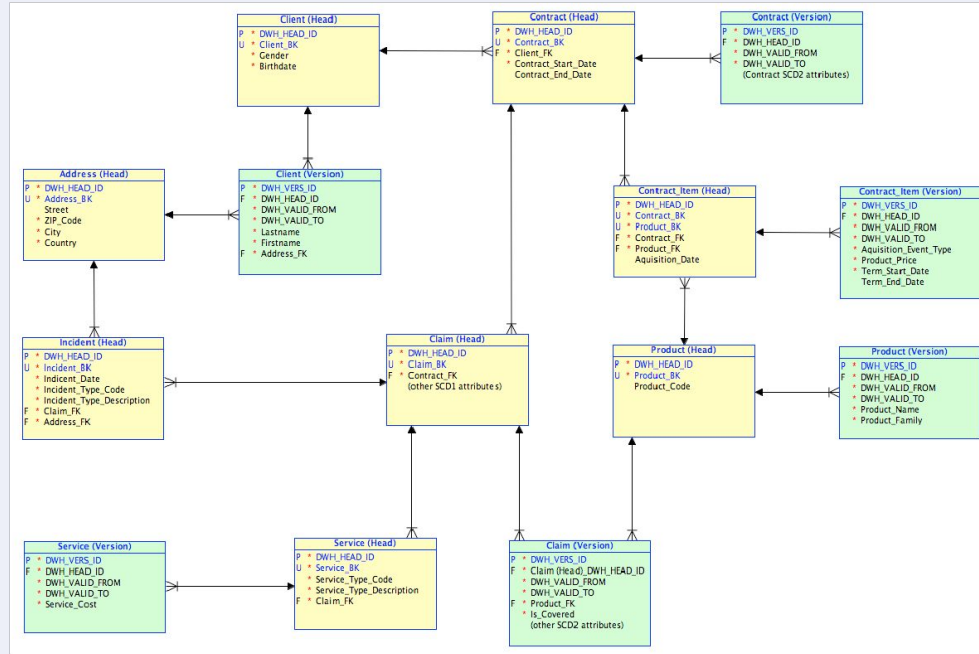 Client (Head)
P * DWH_HEAD_ID
U * Client_BK
* Gender
* Birthdate
Contract (Head)
P * DWH_HEAD_ID
U * Contract_BK
F * Client_FK
* Contract_Start_Date
Contract_End_Date
Contract (Version)
P * DWH_VERS_ID
F * DWH_HEAD_ID
* DWH_VALID_FROM
* DWH_VALID_TO
(Contract SCD2 attributes)
Address (Head)
P * DWH_HEAD_ID
U * Address_BK
Street
* ZIP_Code
* City
* Country
Client (Version)
P * DWH_VERS_ID
F * DWH_HEAD_ID
* DWH_VALID_FROM
* DWH_VALID_TO
* Lastname
* Firstname
F * Address_FK
Contract_Item (Head)
P * DWH_HEAD_ID
U * Contract_BK
U * Product_BK
F * Contract_FK
F * Product_FK
Aquisition_Date
Contract_Item (Version)
P * DWH_VERS_ID
F * DWH_HEAD_ID
* DWH_VALID_FROM
* DWH_VALID_TO
* Aquisition_Event_Type
* Product_Price
* Term_Start_Date
Term_End_Date
Incident (Head)
P * DWH_HEAD_ID
U * Incident_BK
* Indicent_Date
* Incident_Type_Code
* Incident_Type_Description
F * Claim_FK
F * Address_FK
Claim (Head)
P * DWH_HEAD_ID
U * Claim_BK
F * Contract_FK
(other SCD1 attributes)
Product (Head)
P * DWH_HEAD_ID
U * Product_BK
Product_Code
Product (Version)
P * DWH_VERS_ID
F * DWH_HEAD_ID
* DWH_VALID_FROM
* DWH_VALID_TO
* Product_Name
* Product_Family
Service (Version)
P * DWH_VERS_ID
F * DWH_HEAD_ID
* DWH_VALID_FROM
* DWH_VALID_TO
* Service_Cost
Service (Head)
P * DWH_HEAD_ID
U * Service_BK
* Service_Type_Code
* Service_Type_Description
F * Claim_FK
Claim (Version)
P * DWH_VERS_ID
F * Claim (Head)_DWH_HEAD_ID
* DWH_VALID_FROM
* DWH_VALID_TO
F * Product_FK
* Is_Covered
(other SCD2 attributes)